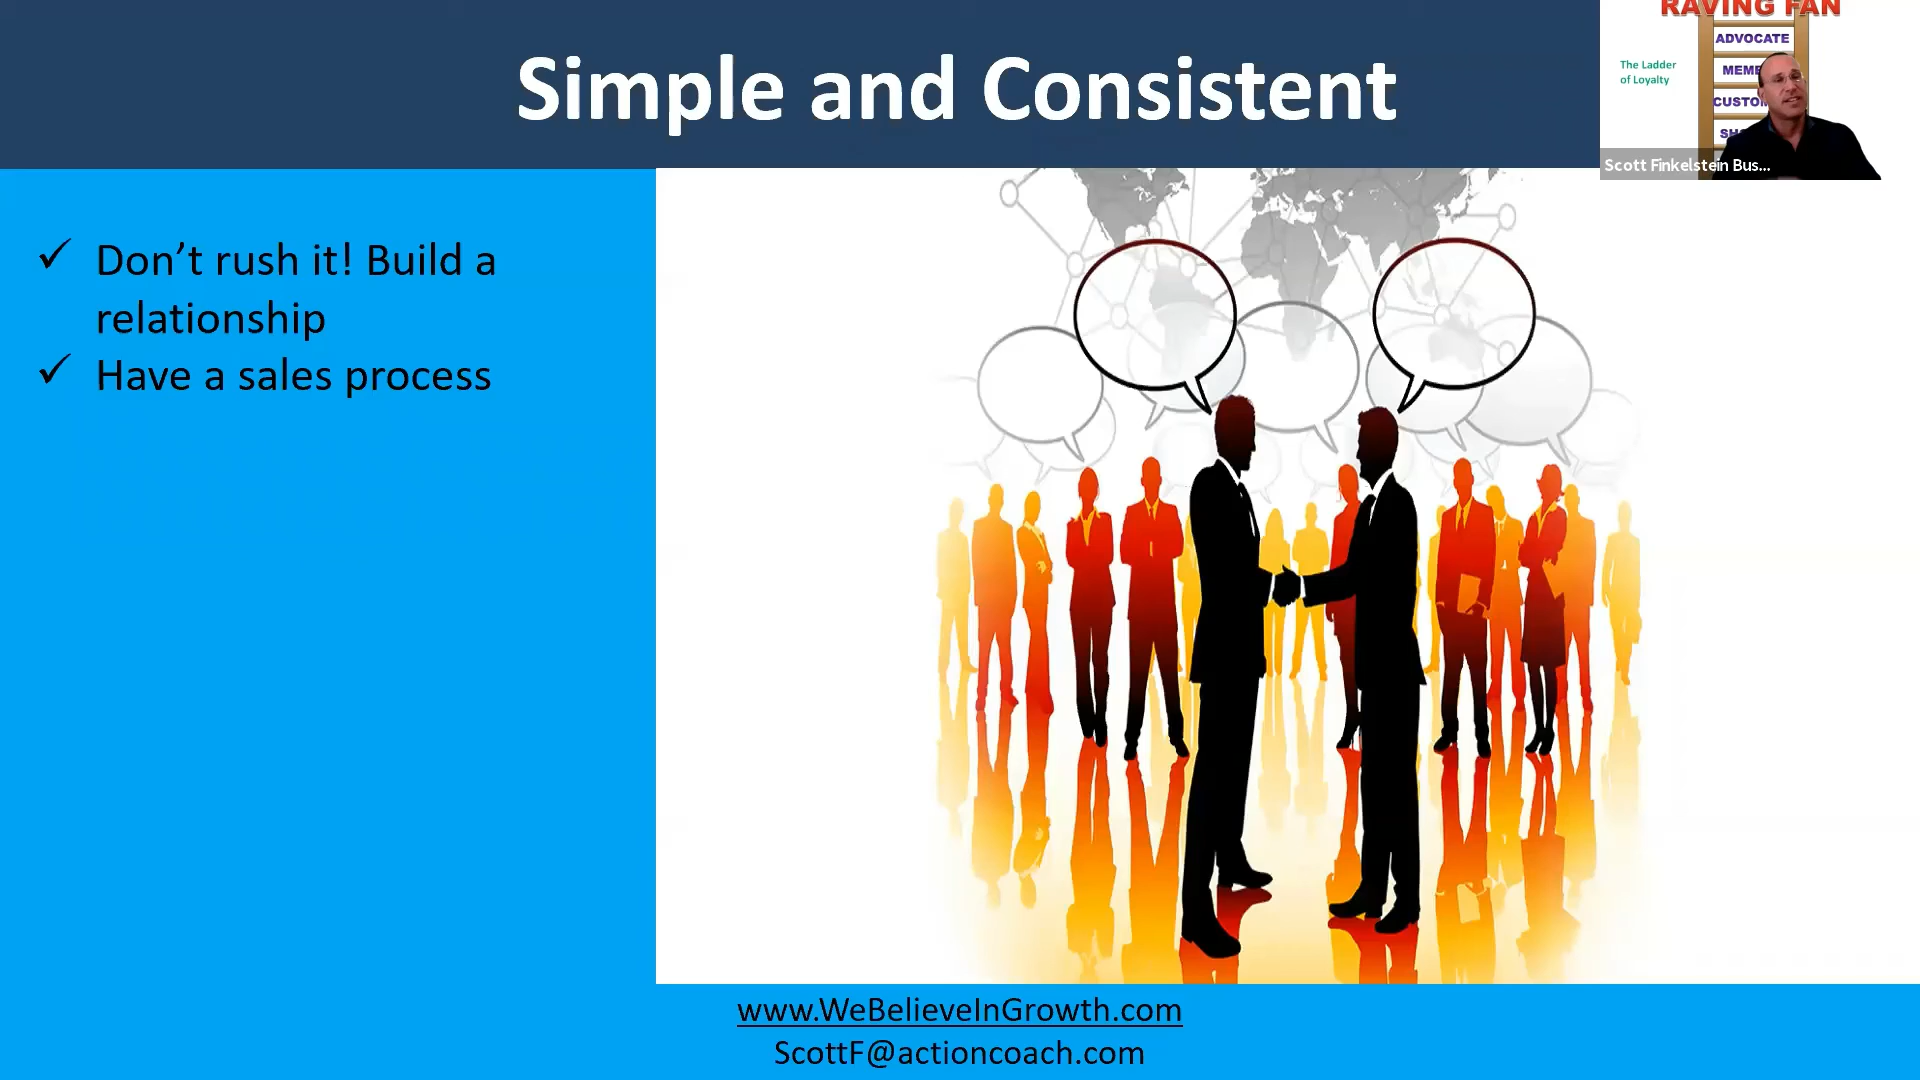 Simple and Consistent
RAVING FAN
ADVOCATE
The Ladder
of Loyalty
Scott Finkelstein Bus...
✓ Don’t rush it! Build a
relationship
✓ Have a sales process
www.WeBelieveInGrowth.com
ScottF@actioncoach.com